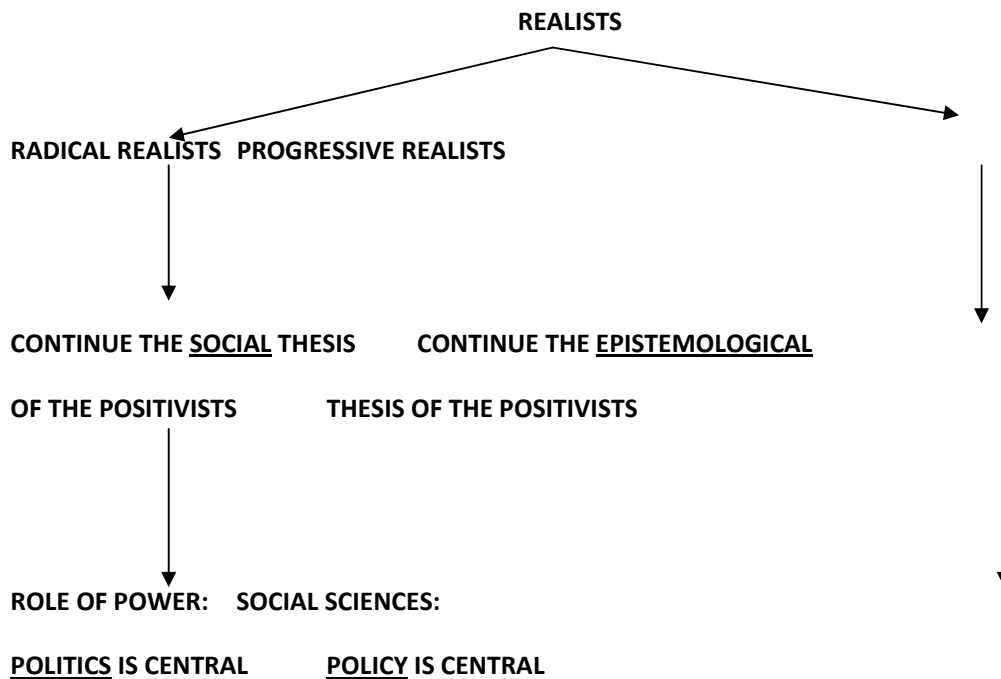 REALISTS
RADICAL REALISTS PROGRESSIVE REALISTS
CONTINUE THE SOCIAL THESIS CONTINUE THE EPISTEMOLOGICAL
OF THE POSITIVISTS THESIS OF THE POSITIVISTS
ROLE OF POWER: SOCIAL SCIENCES:
POLITICS IS CENTRAL POLICY IS CENTRAL